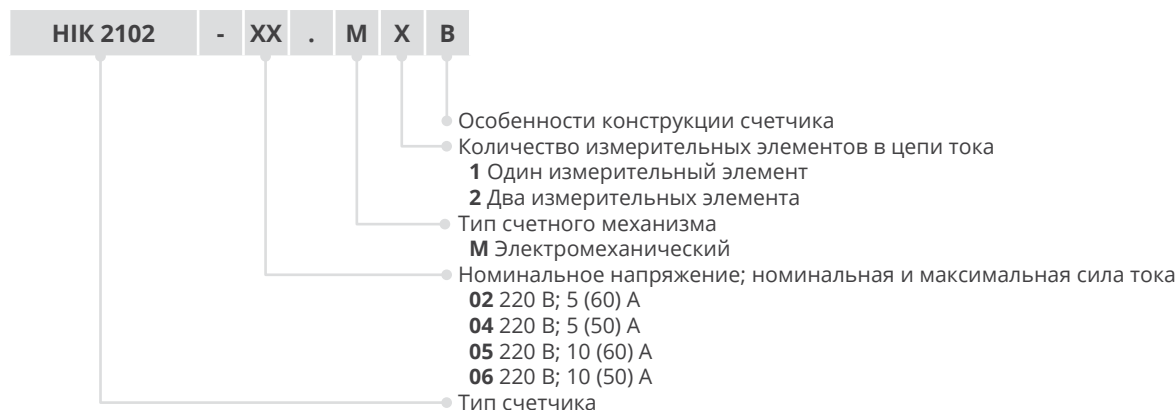 НІК 2102 - XX . М Х В
Особенности конструкции счетчика
Количество измерительных элементов в цепи тока
1 Один измерительный элемент
2 Два измерительных элемента
Тип счетного механизма
М Электромеханический
Номинальное напряжение; номинальная и максимальная сила тока
02 220 В; 5 (60) А
04 220 В; 5 (50) А
05 220 В; 10 (60) А
06 220 В; 10 (50) А
Тип счетчика